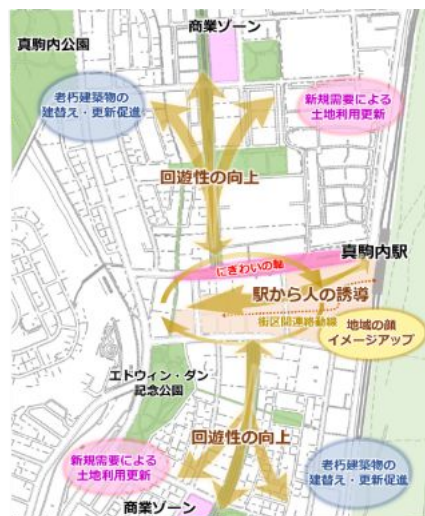 商業ゾーン
真駒内公園
老朽建築物の
建替え・更新促進
新規需要による
土地利用更新
回遊性の向上
真駒内駅
にぎわいの軸
駅から人の誘導
街区間連絡動線
地域の顔
イメージアップ
エドウィン・ダン
記念公園
回遊性の向上
新規需要による
土地利用更新
老朽建築物の
建替え・更新促進
商業ゾーン